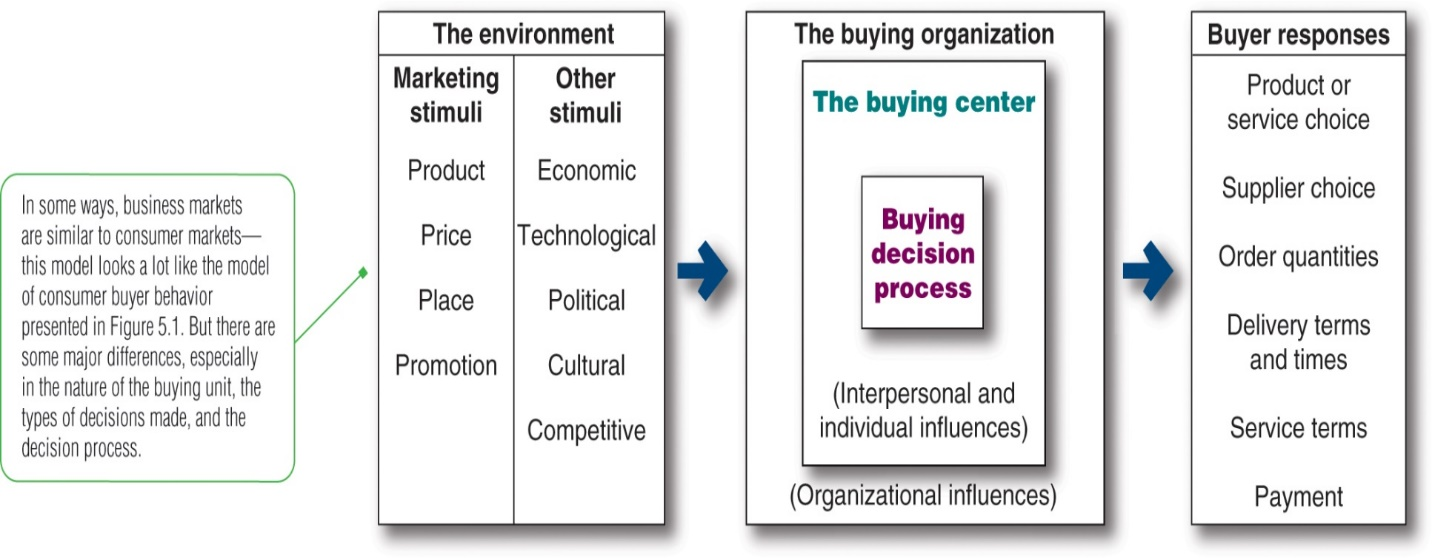 In some ways, business markets
are similar to consumer markets—
this model looks a lot like the model
of consumer buyer behavior
presented in Figure 5.1. But there are
some major differences, especially
in the nature of the buying unit, the
types of decisions made, and the
decision process.
The environment
Marketing
stimuli
Product
Price
Place
Promotion
Other
stimuli
Economic
Technological
Political
Cultural
Competitive
The buying organization
The buying center
Buying
decision
process
(Interpersonal and
individual influences)
(Organizational influences)
Buyer responses
Product or
service choice
Supplier choice
Order quantities
Delivery terms
and times
Service terms
Payment